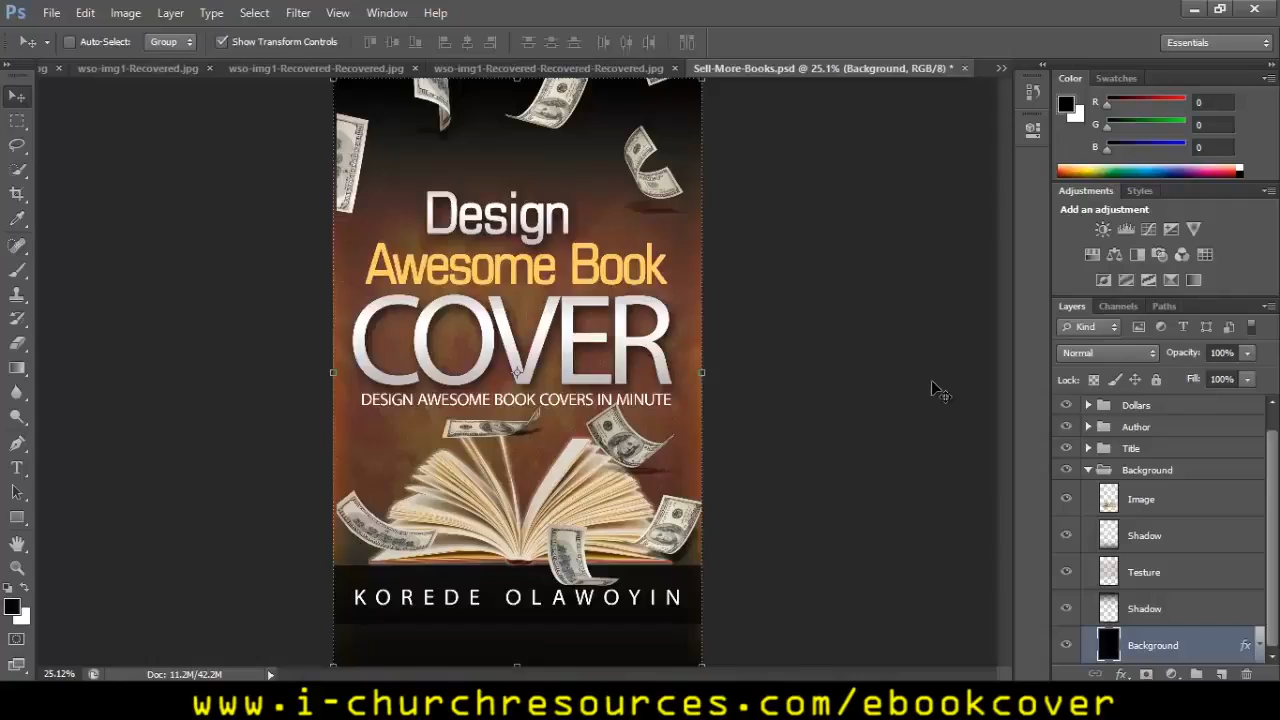 Ps File Edit Image Layer Type Select Filter View Window Help
Auto-Select: Group Show Transform Controls Essentials
pg × wso-img1-Recovered.jpg × wso-img1-Recovered-Recovered.jpg × wso-img1-Recovered-Recovered-Recovered.jpg × Sell-More-Books.psd @ 25.1% (Background, RGB/8) * ×
Color Swatches
R 0
G 0
B 0
Adjustments Styles
Add an adjustment
Design
Awesome Book
COVER
DESIGN AWESOME BOOK COVERS IN MINUTE
KOREDE OLAWOYIN
Layers Channels Paths
Kind
Normal Opacity: 100%
Lock: Fill: 100%
Dollars
Author
Title
Background
Image
Shadow
Testure
Shadow
Background fx
25.12% Doc: 11.2M/42.2M
www.i-churchresources.com/ebookcover